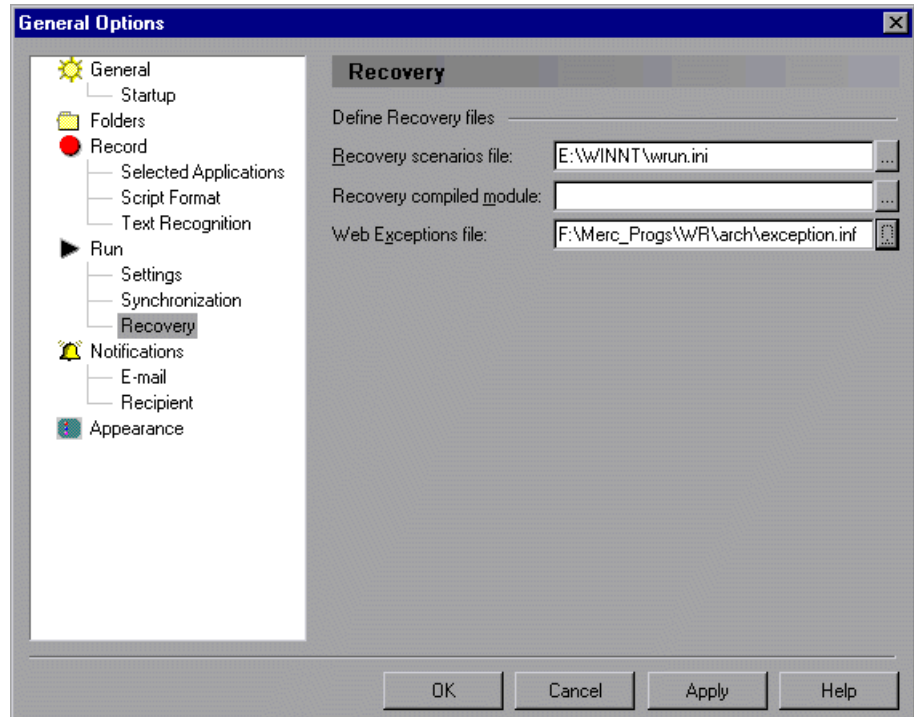 General Options
General
Startup
Folders
Record
Selected Applications
Script Format
Text Recognition
Run
Settings
Synchronization
Recovery
Notifications
E-mail
Recipient
Appearance
Recovery
Define Recovery files
Recovery scenarios file: E:\WINNT\wrun.ini ...
Recovery compiled module: ...
Web Exceptions file: F:\Merc_Progs\WR\arch\exception.inf ...
OK Cancel Apply Help